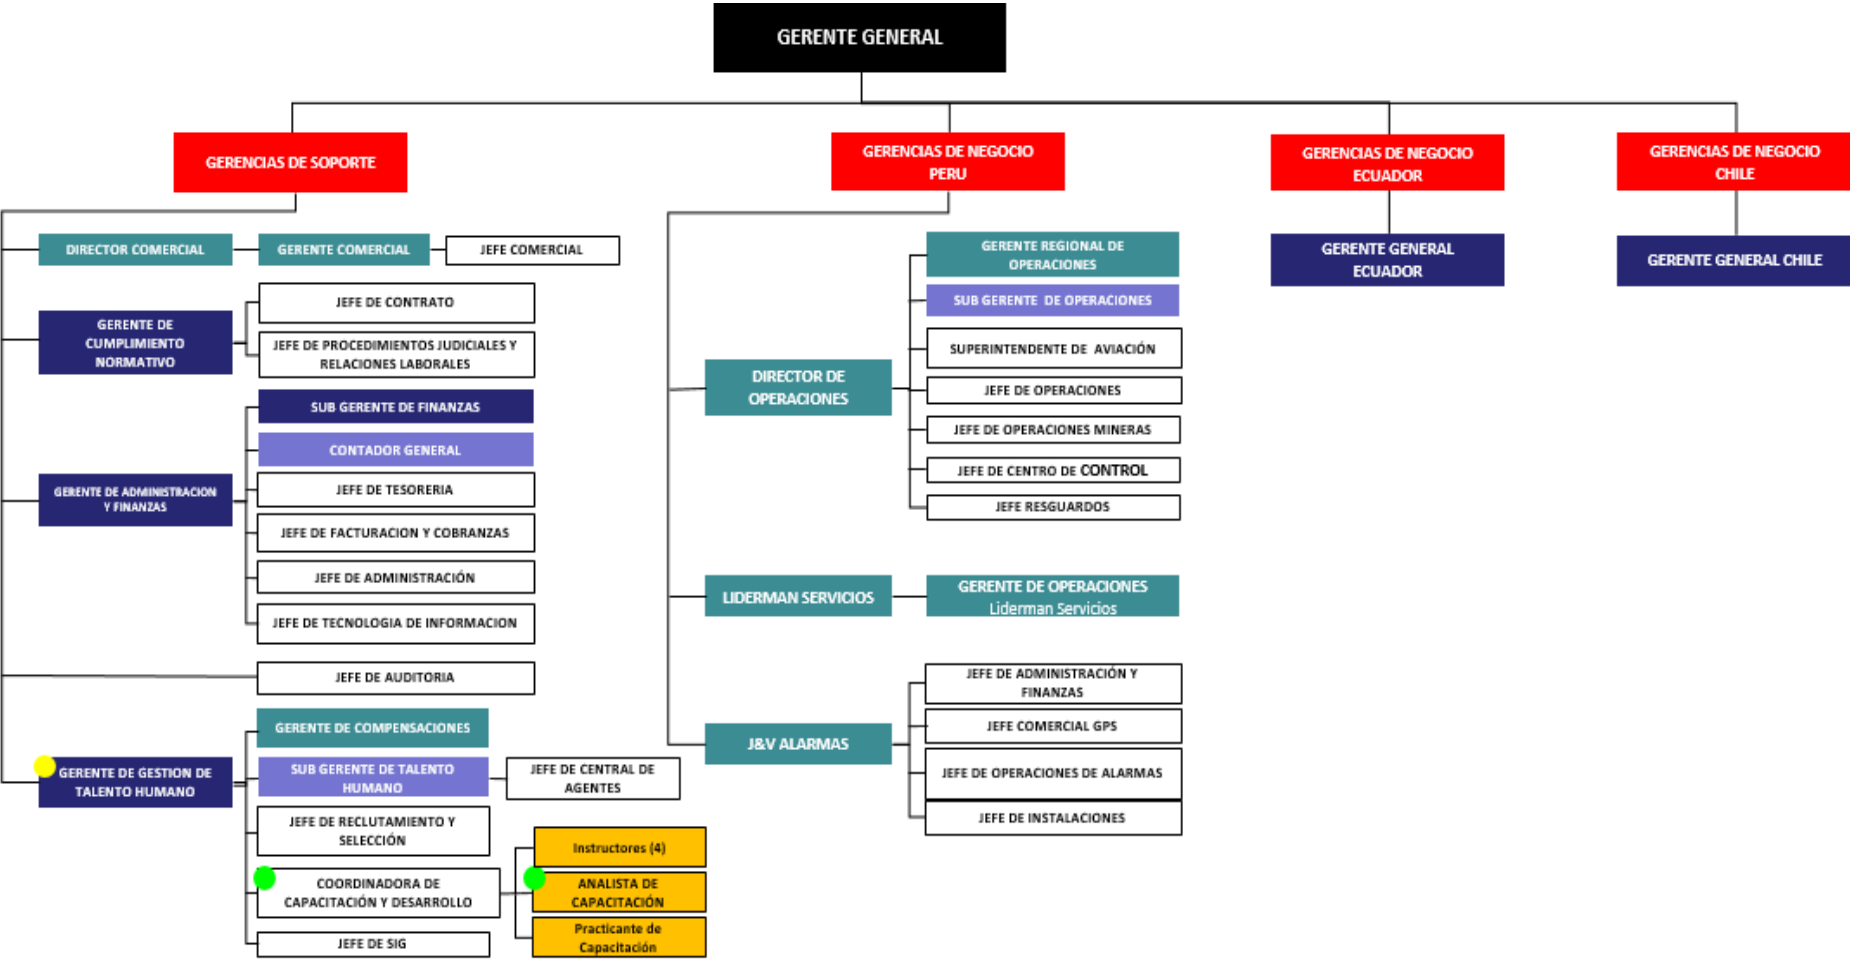 GERENTE GENERAL
GERENCIAS DE SOPORTE
GERENCIAS DE NEGOCIO
PERU
GERENCIAS DE NEGOCIO
ECUADOR
GERENCIAS DE NEGOCIO
CHILE
DIRECTOR COMERCIAL
GERENTE COMERCIAL
JEFE COMERCIAL
GERENTE DE
CUMPLIMIENTO
NORMATIVO
JEFE DE CONTRATO
JEFE DE PROCEDIMIENTOS JUDICIALES Y
RELACIONES LABORALES
GERENTE DE ADMINISTRACION
Y FINANZAS
SUB GERENTE DE FINANZAS
CONTADOR GENERAL
JEFE DE TESORERIA
JEFE DE FACTURACION Y COBRANZAS
JEFE DE ADMINISTRACIÓN
JEFE DE TECNOLOGIA DE INFORMACION
JEFE DE AUDITORIA
GERENTE DE GESTION DE
TALENTO HUMANO
GERENTE DE COMPENSACIONES
SUB GERENTE DE TALENTO
HUMANO
JEFE DE CENTRAL DE
AGENTES
JEFE DE RECLUTAMIENTO Y
SELECCIÓN
COORDINADORA DE
CAPACITACIÓN Y DESARROLLO
Instructores (4)
ANALISTA DE
CAPACITACIÓN
Practicante de
Capacitación
JEFE DE SIG
DIRECTOR DE
OPERACIONES
GERENTE REGIONAL DE
OPERACIONES
SUB GERENTE DE OPERACIONES
SUPERINTENDENTE DE AVIACIÓN
JEFE DE OPERACIONES
JEFE DE OPERACIONES MINERAS
JEFE DE CENTRO DE CONTROL
JEFE RESGUARDOS
LIDERMAN SERVICIOS
GERENTE DE OPERACIONES
Liderman Servicios
J&V ALARMAS
JEFE DE ADMINISTRACIÓN Y
FINANZAS
JEFE COMERCIAL GPS
JEFE DE OPERACIONES DE ALARMAS
JEFE DE INSTALACIONES
GERENTE GENERAL
ECUADOR
GERENTE GENERAL CHILE